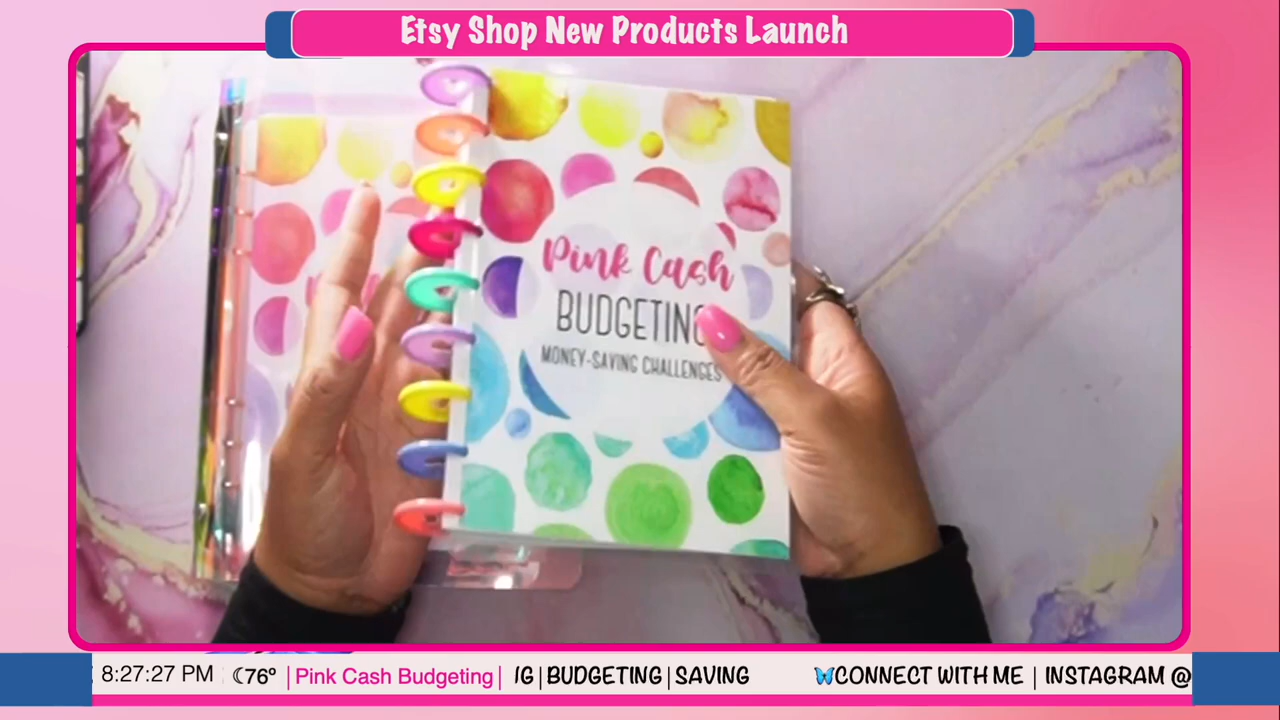 Etsy Shop New Products Launch
Pink Cash
BUDGETING
MONEY-SAVING CHALLENGES
8:27:27 PM
76°
|Pink Cash Budgeting|
IG|BUDGETING|SAVING
CONNECT WITH ME | INSTAGRAM @